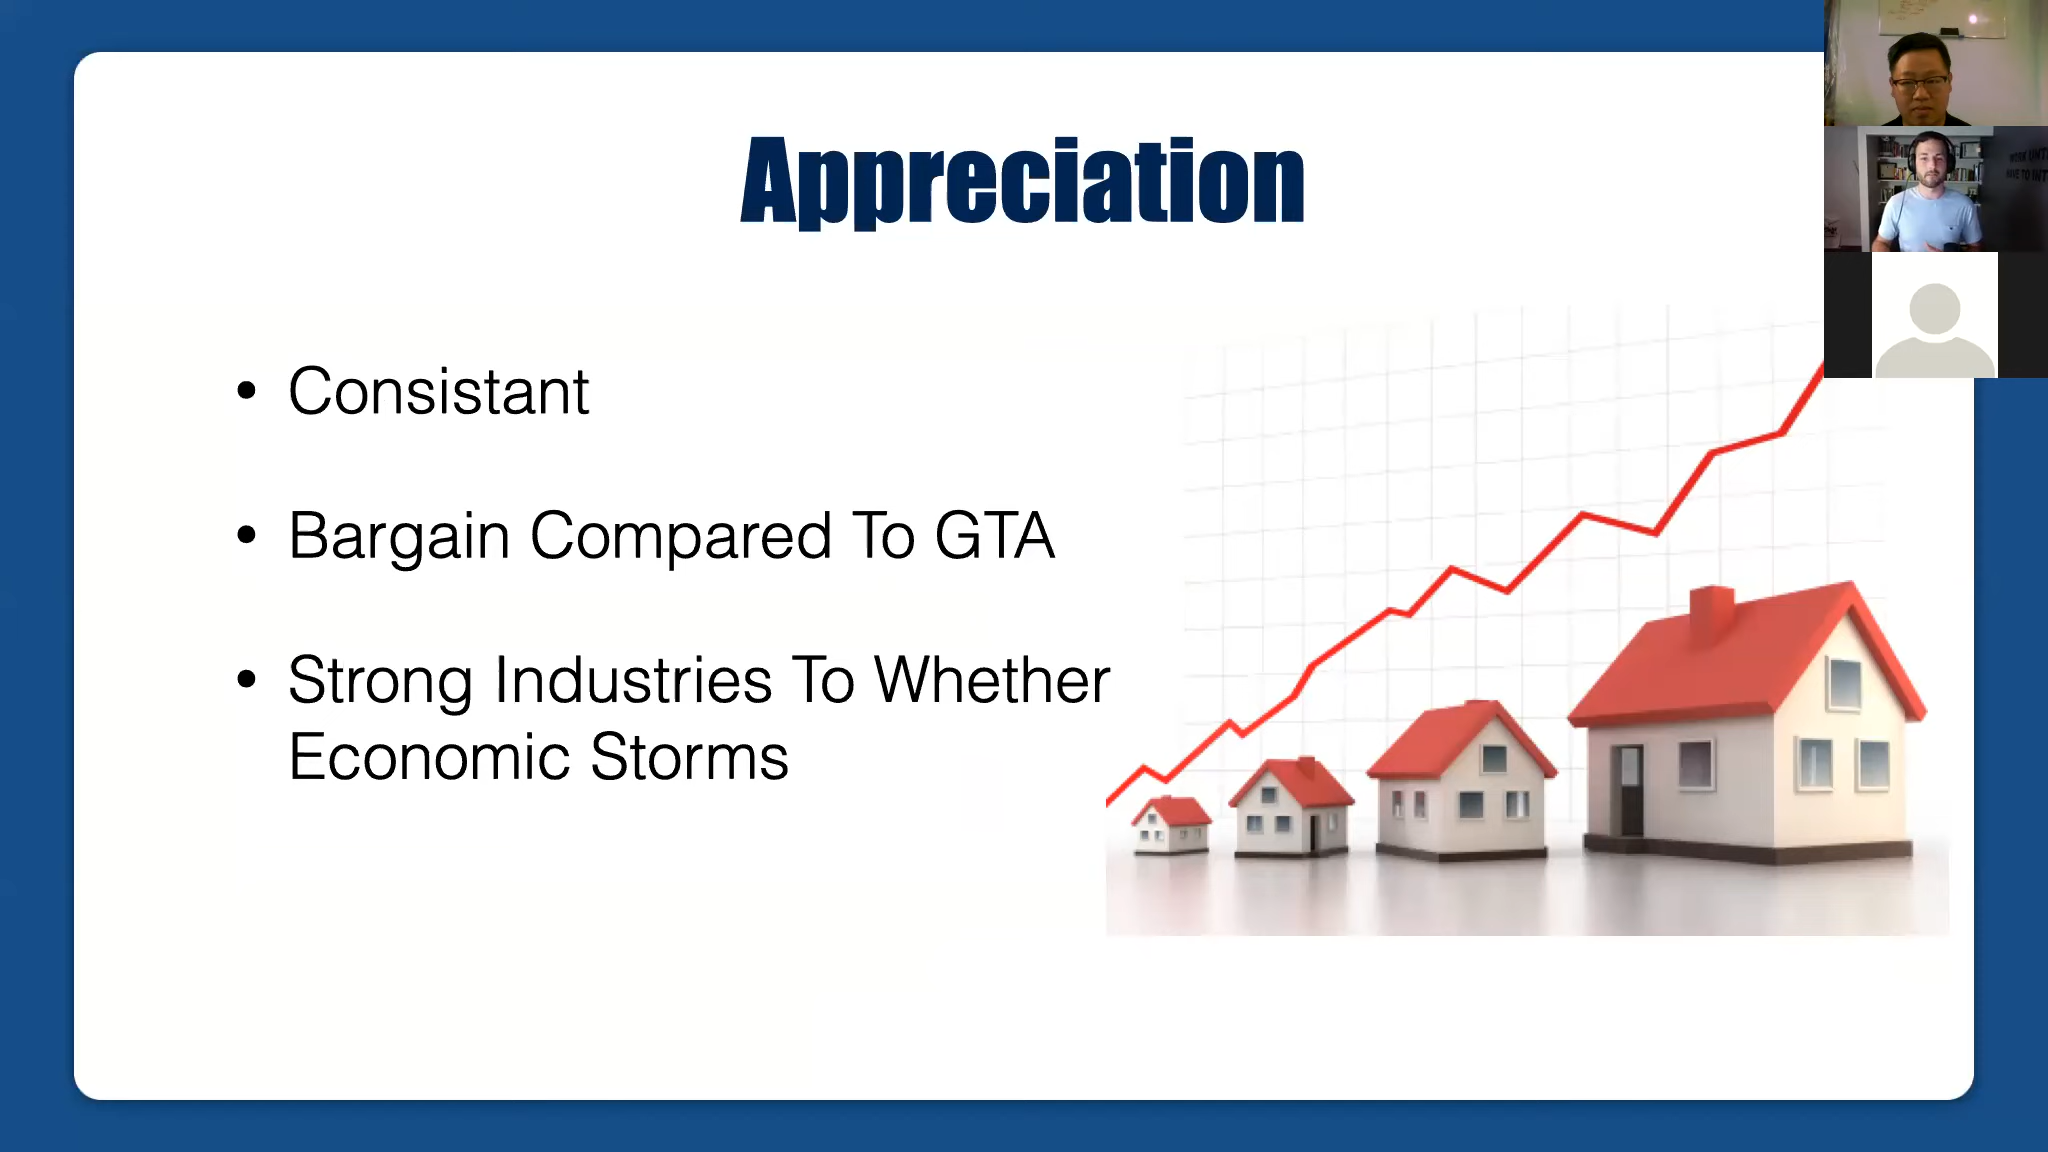 Appreciation
• Consistant
• Bargain Compared To GTA
• Strong Industries To Whether
Economic Storms